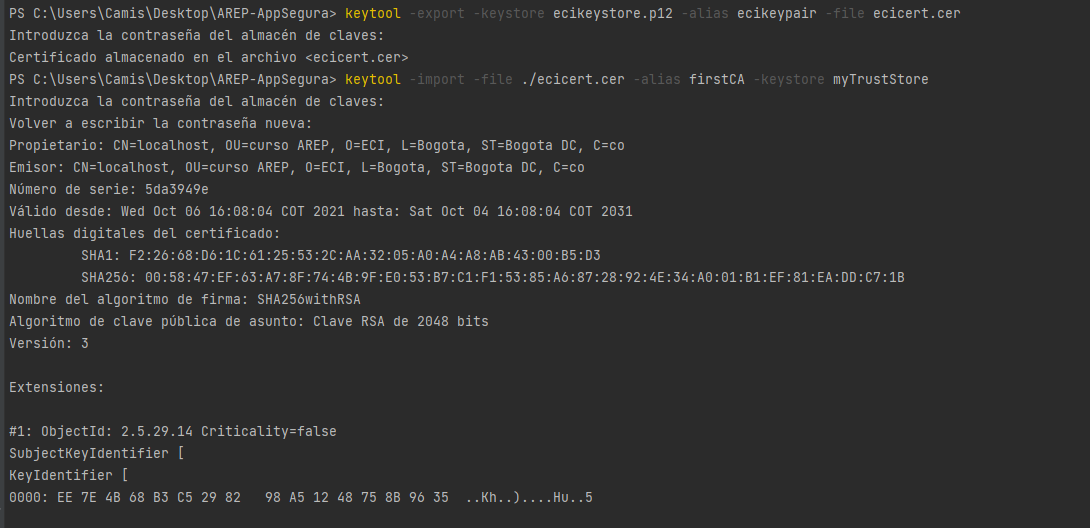 PS C:\Users\Camis\Desktop\AREP-AppSegura> keytool -export -keystore ecikeystore.p12 -alias ecikeypair -file ecicert.cer
Introduzca la contraseña del almacén de claves:
Certificado almacenado en el archivo <ecicert.cer>
PS C:\Users\Camis\Desktop\AREP-AppSegura> keytool -import -file ./ecicert.cer -alias firstCA -keystore myTrustStore
Introduzca la contraseña del almacén de claves:
Volver a escribir la contraseña nueva:
Propietario: CN=localhost, OU=curso AREP, O=ECI, L=Bogota, ST=Bogota DC, C=co
Emisor: CN=localhost, OU=curso AREP, O=ECI, L=Bogota, ST=Bogota DC, C=co
Número de serie: 5da3949e
Válido desde: Wed Oct 06 16:08:04 COT 2021 hasta: Sat Oct 04 16:08:04 COT 2031
Huellas digitales del certificado:
SHA1: F2:26:68:D6:1C:61:25:53:2C:AA:32:05:A0:A4:A8:AB:43:00:B5:D3
SHA256: 00:58:47:EF:63:A7:8F:74:4B:9F:E0:53:B7:C1:F1:53:85:A6:87:28:92:4E:34:A0:01:B1:EF:81:EA:DD:C7:1B
Nombre del algoritmo de firma: SHA256withRSA
Algoritmo de clave pública de asunto: Clave RSA de 2048 bits
Versión: 3
Extensiones:
#1: ObjectId: 2.5.29.14 Criticality=false
SubjectKeyIdentifier [
KeyIdentifier [
0000: EE 7E 4B 68 B3 C5 29 82   98 A5 12 48 75 8B 96 35  ..Kh..)....Hu..5